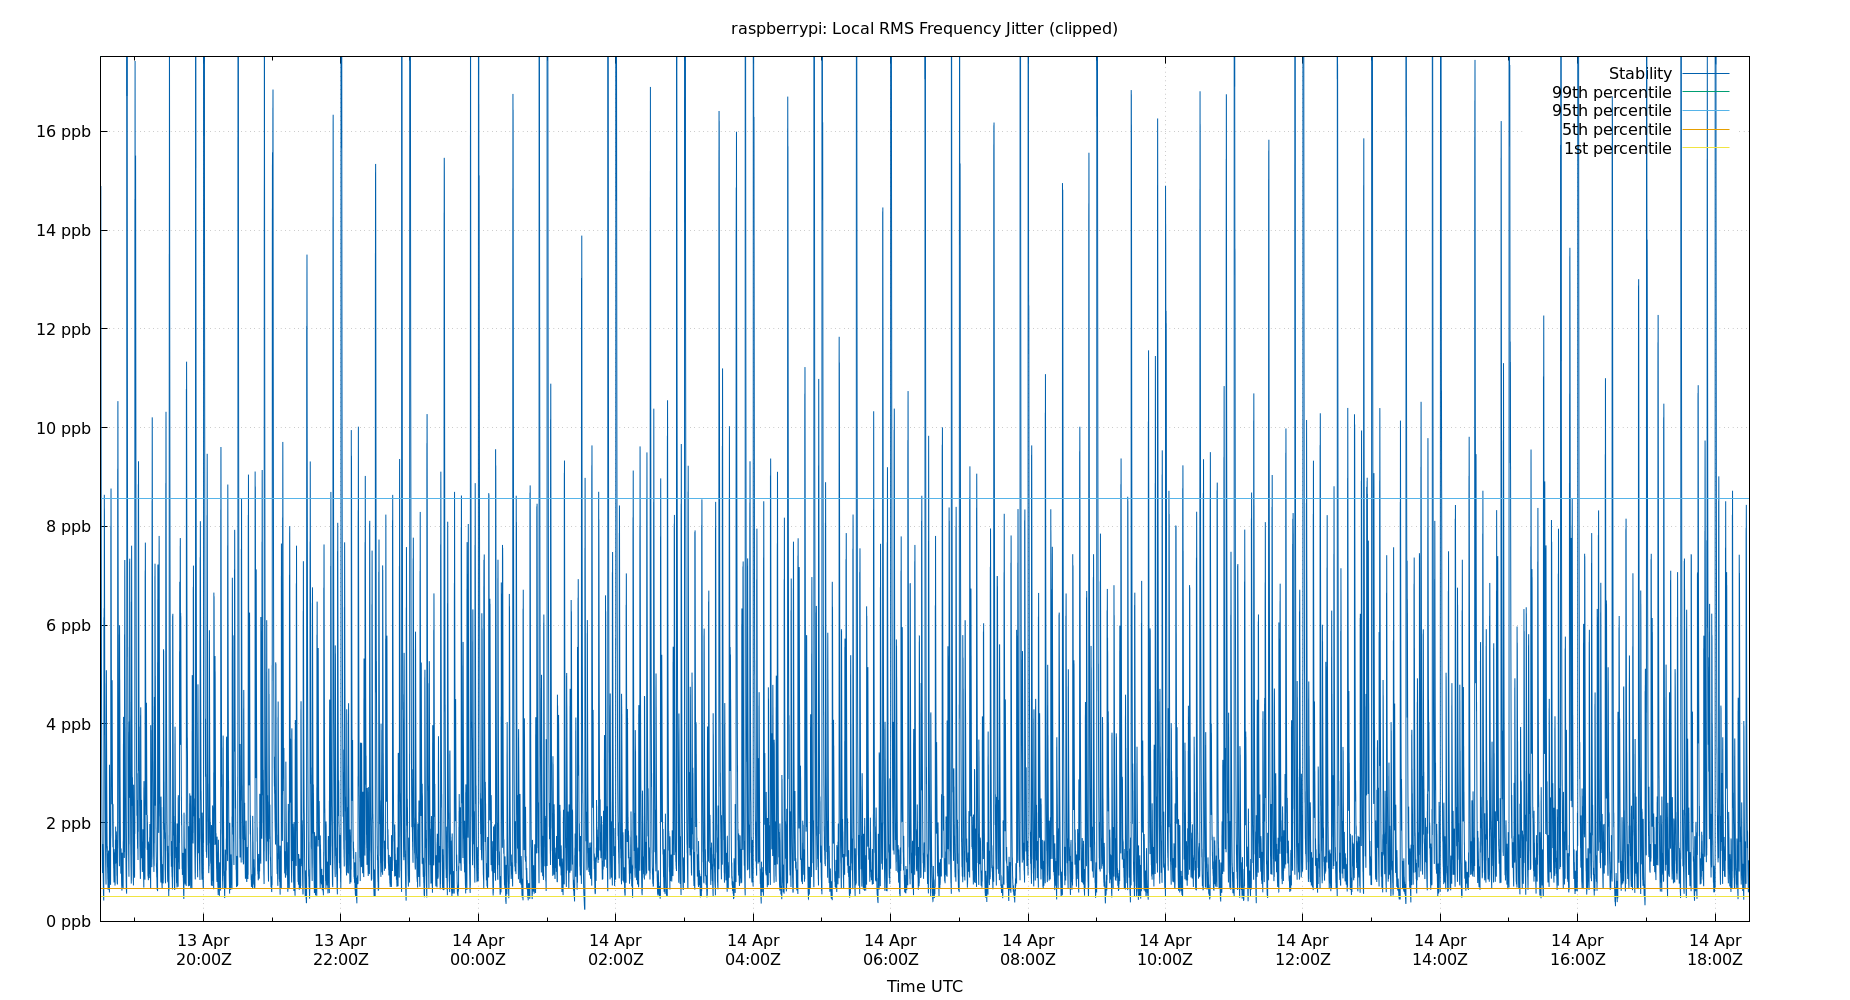 raspberrypi: Local RMS Frequency Jitter (clipped)
Stability
99th percentile
95th percentile
5th percentile
1st percentile
16 ppb
14 ppb
12 ppb
10 ppb
8 ppb
6 ppb
4 ppb
2 ppb
0 ppb
13 Apr 13 Apr 14 Apr 14 Apr 14 Apr 14 Apr 14 Apr 14 Apr 14 Apr 14 Apr 14 Apr 14 Apr
20:00Z 22:00Z 00:00Z 02:00Z 04:00Z 06:00Z 08:00Z 10:00Z 12:00Z 14:00Z 16:00Z 18:00Z
Time UTC